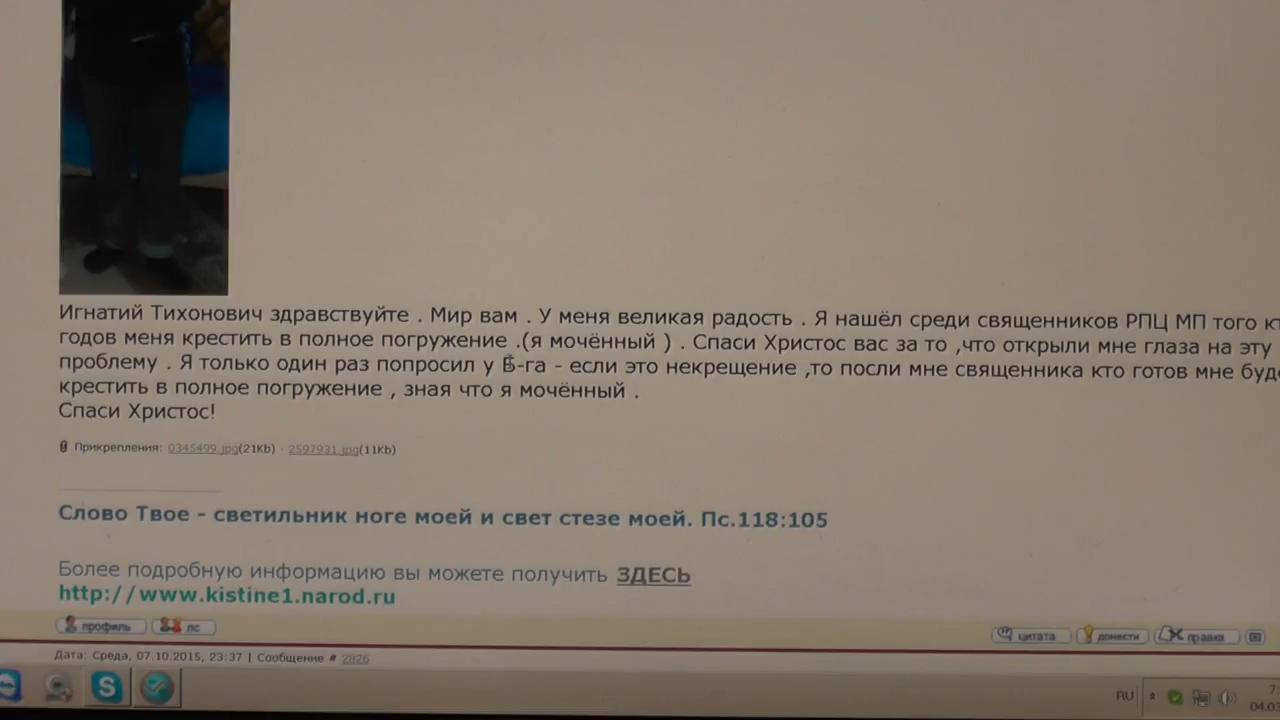 Игнатий Тихонович здравствуйте . Мир вам . У меня великая радость . Я нашёл среди священников РПЦ МП того
годов меня крестить в полное погружение .(я мочённый ) . Спаси Христос вас за то ,что открыли мне глаза на эту
проблему . Я только один раз попросил у Б-га - если это некрещение ,то посли мне священника кто готов мне
крестить в полное погружение , зная что я мочённый .
Спаси Христос!
Прикрепления: 0345499.jpg(21Kb) · 2597931.jpg(11Kb)
Слово Твое - светильник ноге моей и свет стезе моей. Пс.118:105
Более подробную информацию вы можете получить ЗДЕСЬ
http://www.kistine1.narod.ru
профиль лс цитата донести правка
Дата: Среда, 07.10.2015, 23:37 | Сообщение # 2826
RU